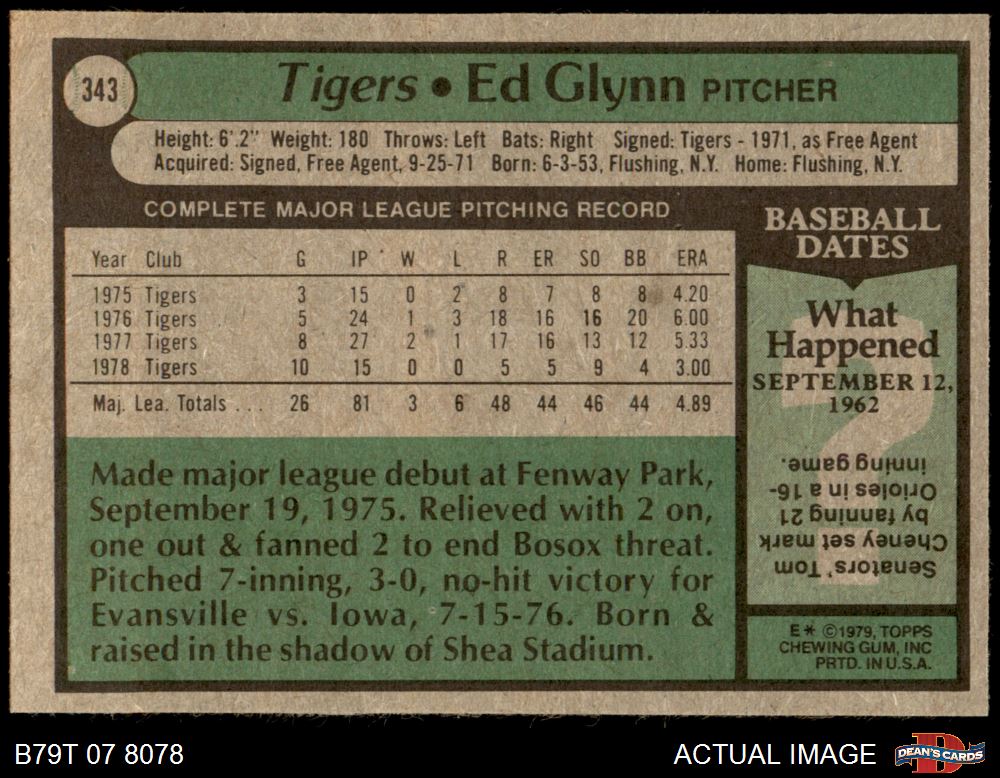 343
Tigers • Ed Glynn PITCHER
Height: 6'.2" Weight: 180 Throws: Left Bats: Right Signed: Tigers - 1971, as Free Agent
Acquired: Signed, Free Agent, 9-25-71 Born: 6-3-53, Flushing, N.Y. Home: Flushing, N.Y.
COMPLETE MAJOR LEAGUE PITCHING RECORD
Year Club G IP W L R ER SO BB ERA
1975 Tigers 3 15 0 2 8 7 8 8 4.20
1976 Tigers 5 24 1 3 18 16 16 20 6.00
1977 Tigers 8 27 2 1 17 16 13 12 5.33
1978 Tigers 10 15 0 0 5 5 9 4 3.00
Maj. Lea. Totals . . . 26 81 3 6 48 44 46 44 4.89
Made major league debut at Fenway Park,
September 19, 1975. Relieved with 2 on,
one out & fanned 2 to end Bosox threat.
Pitched 7-inning, 3-0, no-hit victory for
Evansville vs. Iowa, 7-15-76. Born &
raised in the shadow of Shea Stadium.
BASEBALL
DATES
What
Happened
SEPTEMBER 12,
1962
?
Senators' Tom
Cheney set mark
by fanning 21
Orioles in a 16-
inning game.
E* ©1979, TOPPS
CHEWING GUM, INC
PRTD. IN U.S.A.
B79T 07 8078
ACTUAL IMAGE
D
DEAN'S CARDS